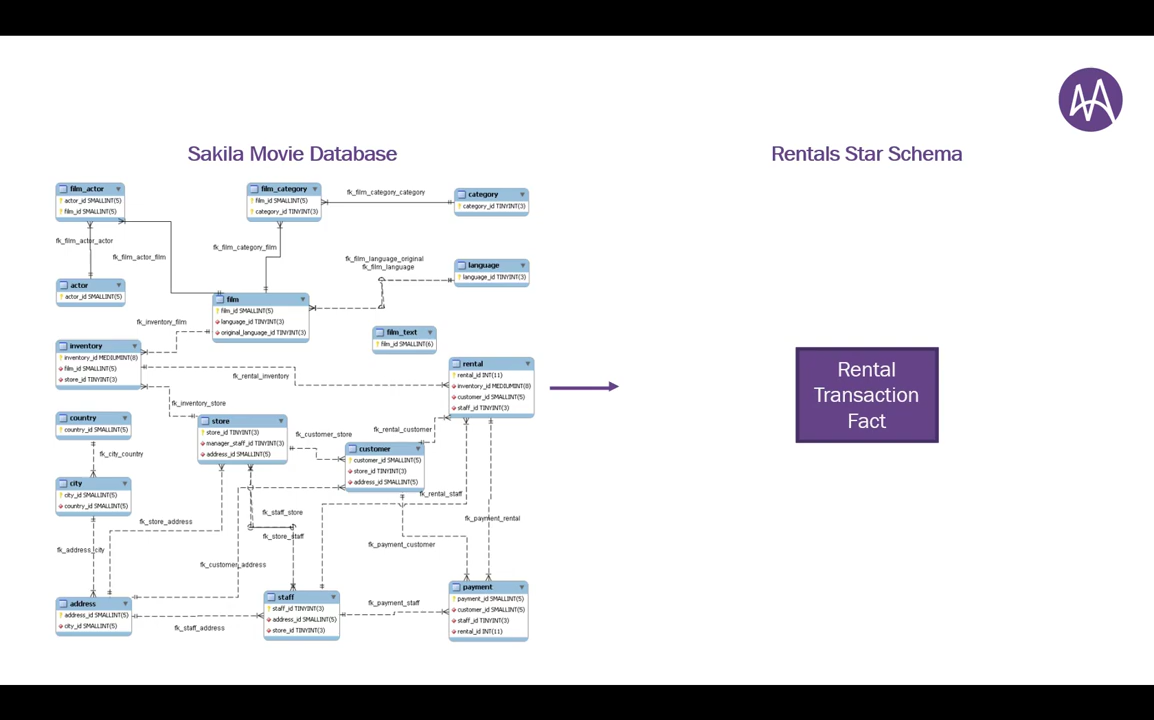 Sakila Movie Database
Rentals Star Schema
film_actor
actor_id SMALLINT(5)
film_id SMALLINT(5)
film_category
film_id SMALLINT(5)
category_id TINYINT(3)
fk_film_category_category
category
category_id TINYINT(3)
fk_film_actor_actor
fk_film_actor_film
fk_film_category_film
fk_film_language_original
fk_film_language
language
language_id TINYINT(3)
actor
actor_id SMALLINT(5)
film
film_id SMALLINT(5)
language_id TINYINT(3)
original_language_id TINYINT(3)
fk_inventory_film
film_text
film_id SMALLINT(6)
inventory
inventory_id MEDIUMINT(8)
film_id SMALLINT(5)
store_id TINYINT(3)
fk_rental_inventory
rental
rental_id INT(11)
inventory_id MEDIUMINT(8)
customer_id SMALLINT(5)
staff_id TINYINT(3)
Rental
Transaction
Fact
fk_inventory_store
country
country_id SMALLINT(5)
fk_city_country
store
store_id TINYINT(3)
manager_staff_id TINYINT(3)
address_id SMALLINT(5)
fk_customer_store
fk_rental_customer
customer
customer_id SMALLINT(5)
store_id TINYINT(3)
address_id SMALLINT(5)
city
city_id SMALLINT(5)
country_id SMALLINT(5)
fk_rental_staff
fk_store_address
fk_staff_store
fk_store_staff
fk_payment_rental
fk_address_city
fk_customer_address
fk_payment_customer
address
address_id SMALLINT(5)
city_id SMALLINT(5)
fk_staff_address
staff
staff_id TINYINT(3)
address_id SMALLINT(5)
store_id TINYINT(3)
fk_payment_staff
payment
payment_id SMALLINT(5)
customer_id SMALLINT(5)
staff_id TINYINT(3)
rental_id INT(11)